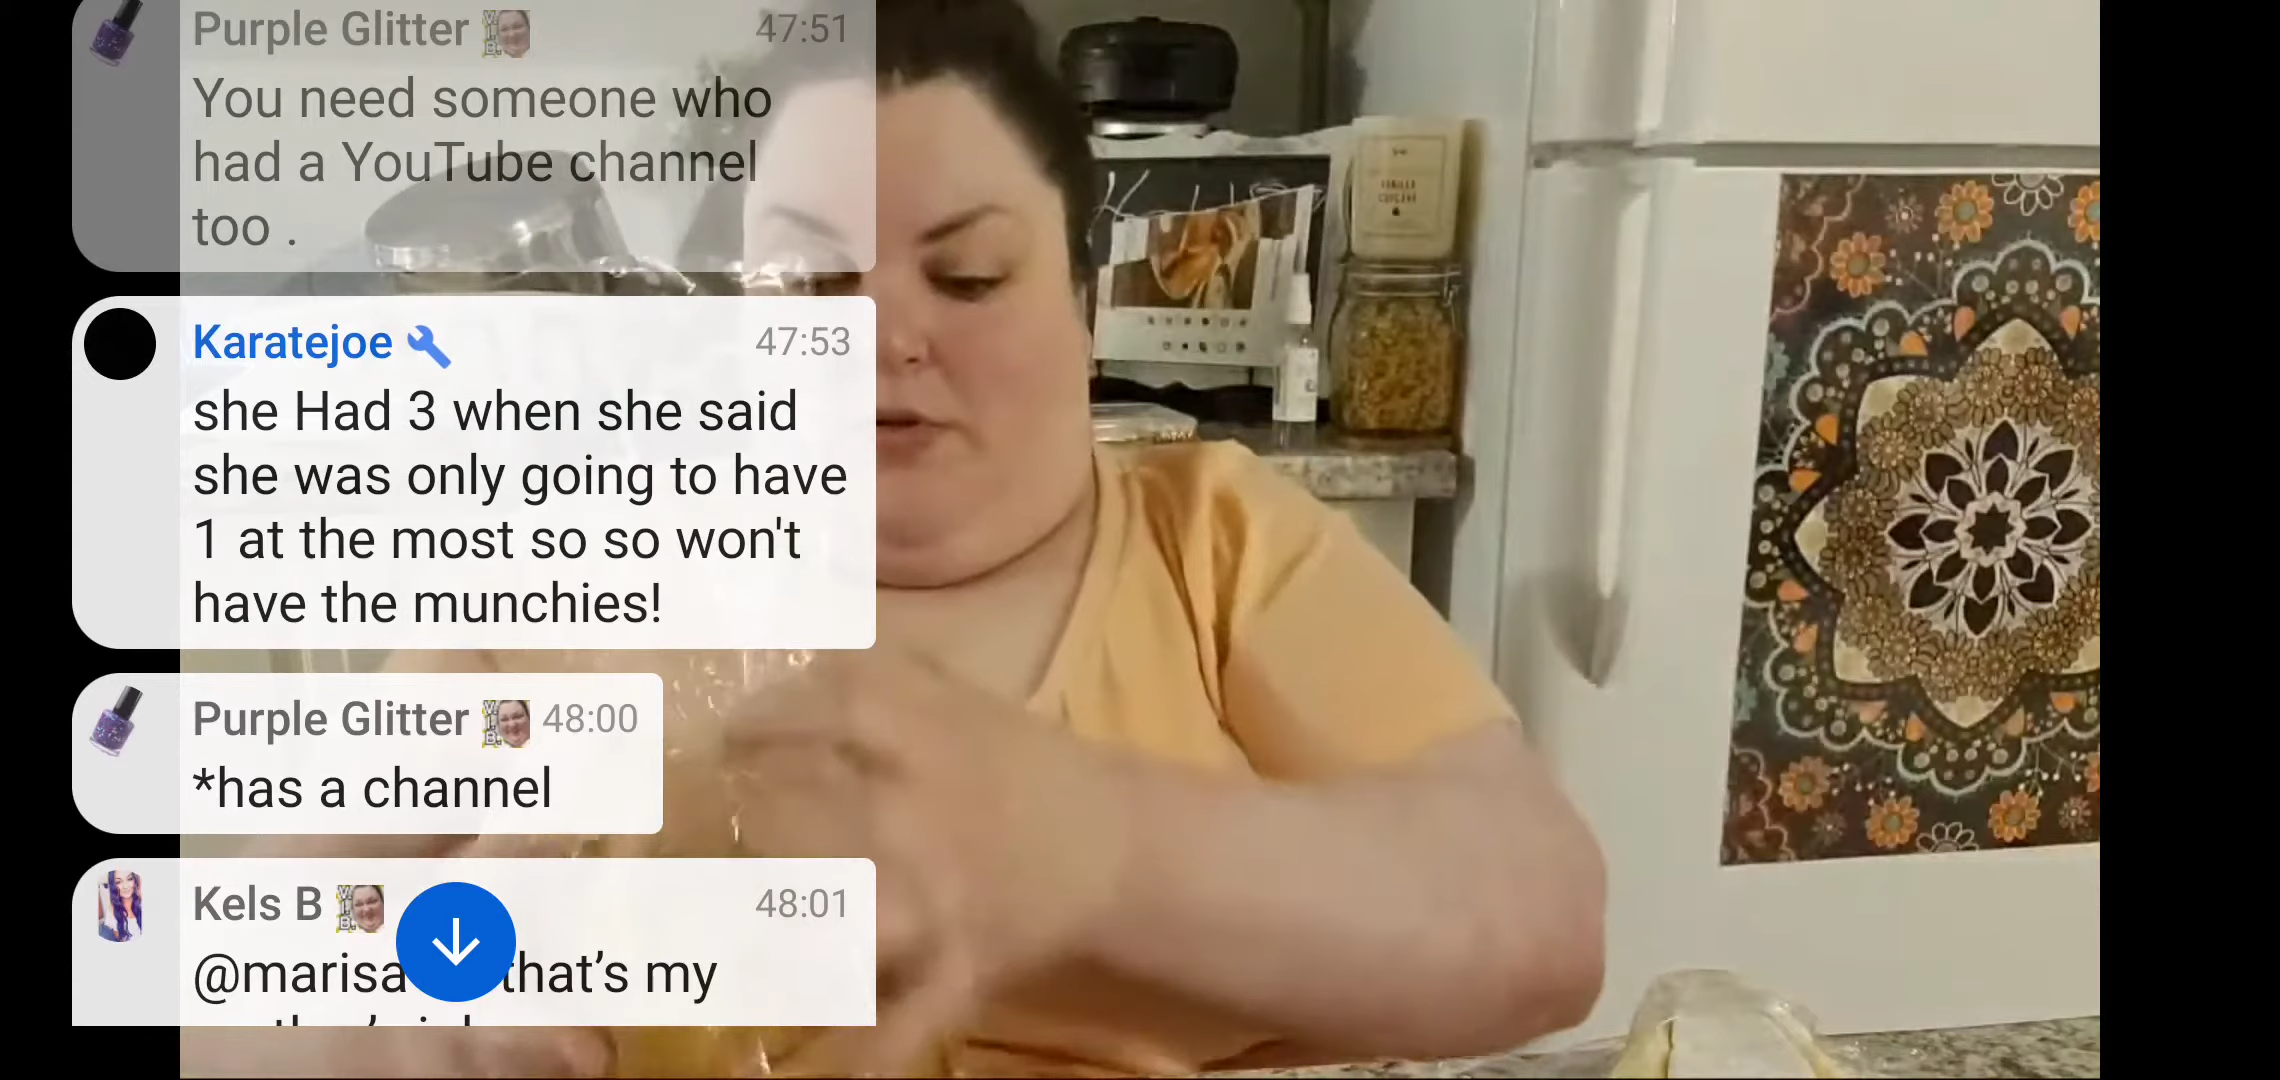 Purple Glitter V.I.B. 47:51
You need someone who
had a YouTube channel
too .
Karatejoe 47:53
she Had 3 when she said
she was only going to have
1 at the most so so won't
have the munchies!
Purple Glitter V.I.B. 48:00
*has a channel
Kels B V.I.B. 48:01
@marisa that’s my
VANILLA
CUPCAKE